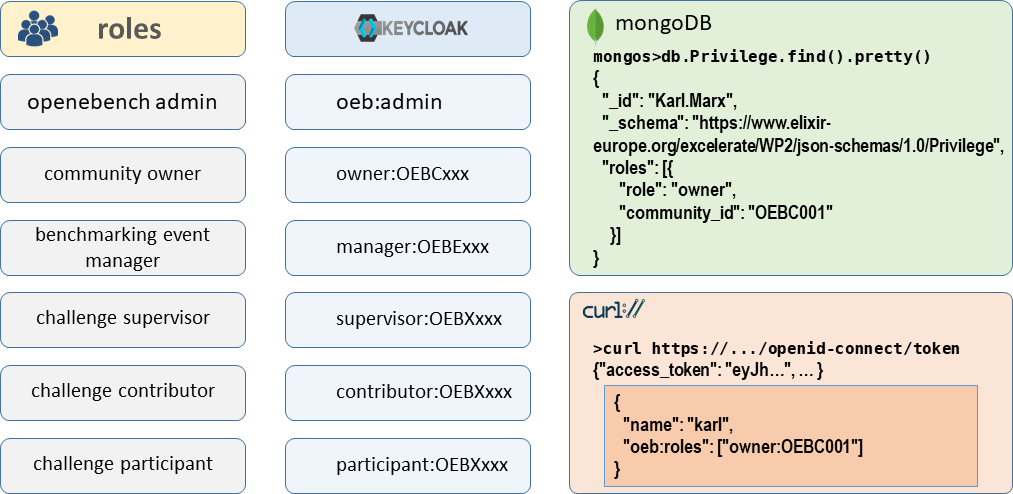 roles
KEYCLOAK
openebench admin
oeb:admin
community owner
owner:OEBCxxx
benchmarking event
manager
manager:OEBExxx
challenge supervisor
supervisor:OEBXxxx
challenge contributor
contributor:OEBXxxx
challenge participant
participant:OEBXxxx
mongoDB
mongos>db.Privilege.find().pretty()
{
"_id": "Karl.Marx",
"_schema": "https://www.elixir-
europe.org/excelerate/WP2/json-schemas/1.0/Privilege",
"roles": [{
"role": "owner",
"community_id": "OEBC001"
}]
}
curl://
>curl https://.../openid-connect/token
{"access_token": "eyJh…", … }
{
"name": "karl",
"oeb:roles": ["owner:OEBC001"]
}